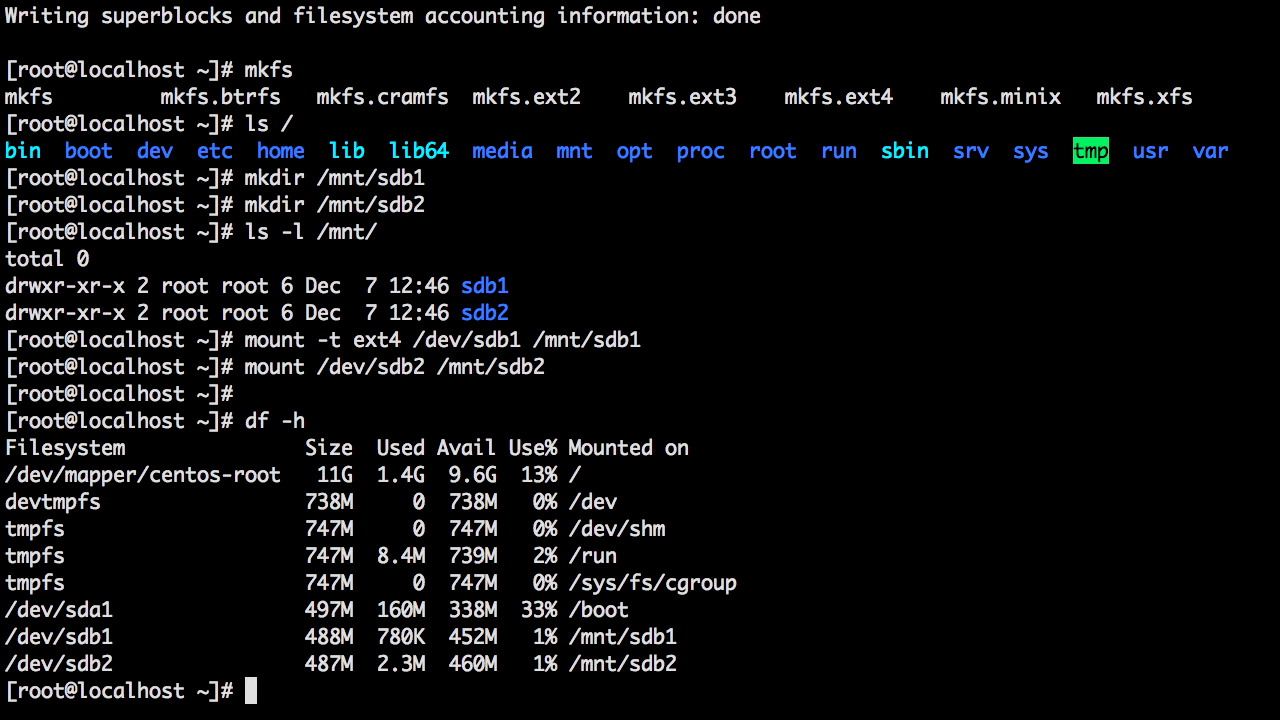 Writing superblocks and filesystem accounting information: done
[root@localhost ~]# mkfs
mkfs         mkfs.btrfs   mkfs.cramfs  mkfs.ext2    mkfs.ext3    mkfs.ext4    mkfs.minix   mkfs.xfs
[root@localhost ~]# ls /
bin  boot  dev  etc  home  lib  lib64  media  mnt  opt  proc  root  run  sbin  srv  sys  tmp  usr  var
[root@localhost ~]# mkdir /mnt/sdb1
[root@localhost ~]# mkdir /mnt/sdb2
[root@localhost ~]# ls -l /mnt/
total 0
drwxr-xr-x 2 root root 6 Dec  7 12:46 sdb1
drwxr-xr-x 2 root root 6 Dec  7 12:46 sdb2
[root@localhost ~]# mount -t ext4 /dev/sdb1 /mnt/sdb1
[root@localhost ~]# mount /dev/sdb2 /mnt/sdb2
[root@localhost ~]#
[root@localhost ~]# df -h
Filesystem               Size  Used Avail Use% Mounted on
/dev/mapper/centos-root   11G  1.4G  9.6G  13% /
devtmpfs                 738M     0  738M   0% /dev
tmpfs                    747M     0  747M   0% /dev/shm
tmpfs                    747M  8.4M  739M   2% /run
tmpfs                    747M     0  747M   0% /sys/fs/cgroup
/dev/sda1                497M  160M  338M  33% /boot
/dev/sdb1                488M  780K  452M   1% /mnt/sdb1
/dev/sdb2                487M  2.3M  460M   1% /mnt/sdb2
[root@localhost ~]#